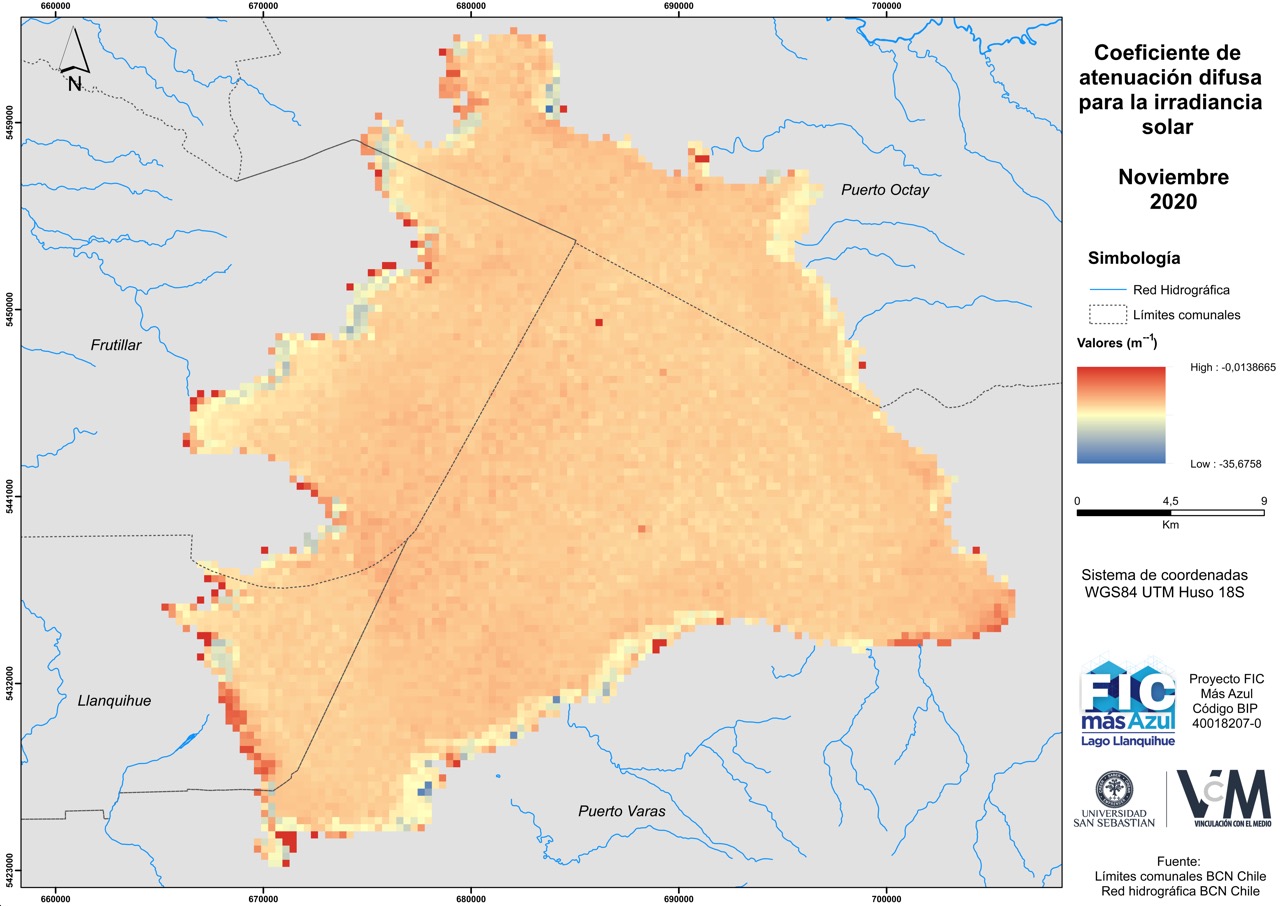 660000
670000
680000
690000
700000
5459000
5450000
5441000
5432000
5423000
N
Puerto Octay
Frutillar
Llanquihue
Puerto Varas
660000
670000
680000
690000
700000
Coeficiente de
atenuación difusa
para la irradiancia
solar
Noviembre
2020
Simbología
Red Hidrográfica
Límites comunales
Valores (m⁻¹)
High : -0,0138665
Low : -35,6758
0
4,5
9
Km
Sistema de coordenadas
WGS84 UTM Huso 18S
FIC
más Azul
Lago Llanquihue
Proyecto FIC
Más Azul
Código BIP
40018207-0
UNIVERSIDAD
SAN SEBASTIAN
VCM
VINCULACIÓN CON EL MEDIO
Fuente:
Límites comunales BCN Chile
Red hidrográfica BCN Chile